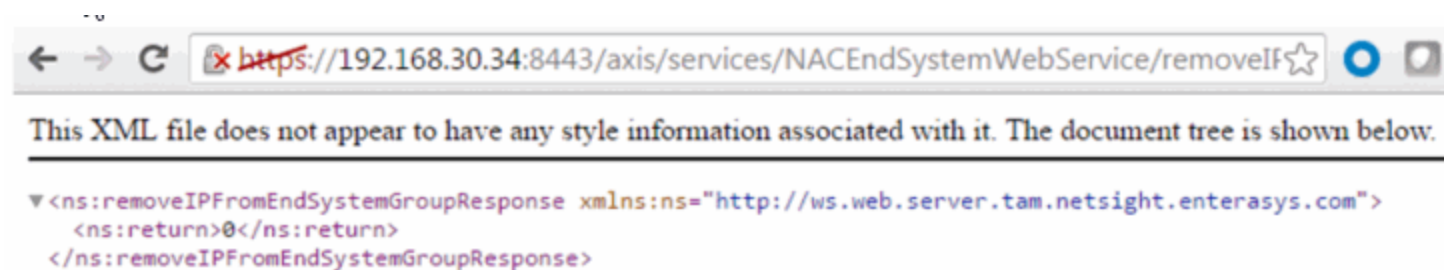 https://192.168.30.34:8443/axis/services/NACEndSystemWebService/removeIF
This XML file does not appear to have any style information associated with it. The document tree is shown below.
▼<ns:removeIPFromEndSystemGroupResponse xmlns:ns="http://ws.web.server.tam.netsight.enterasys.com">
<ns:return>0</ns:return>
</ns:removeIPFromEndSystemGroupResponse>